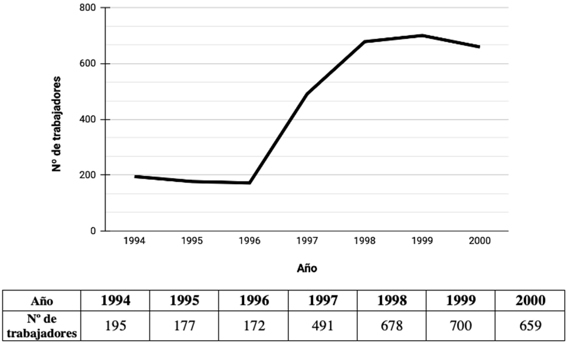 800
600
400
200
0
Nº de trabajadores
1994 1995 1996 1997 1998 1999 2000
Año
Año 1994 1995 1996 1997 1998 1999 2000
Nº de
trabajadores 195 177 172 491 678 700 659